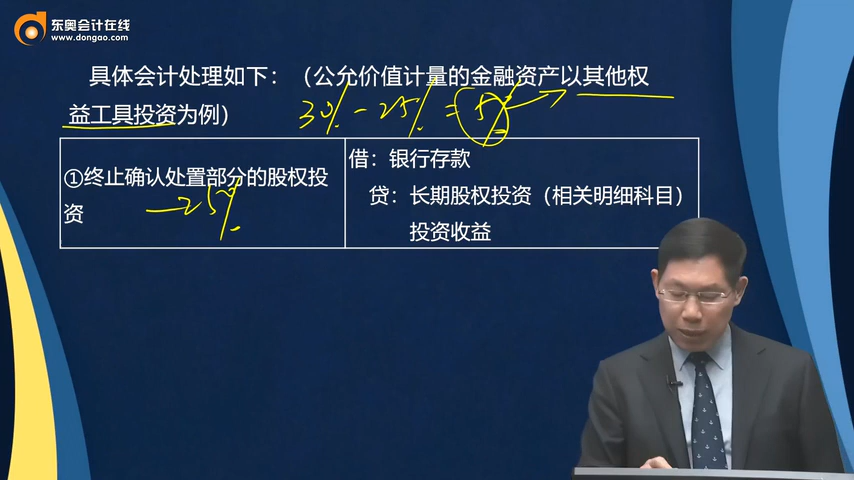 东奥会计在线
www.dongao.com
具体会计处理如下：（公允价值计量的金融资产以其他权
益工具投资为例）
30% - 25% = 5%
①终止确认处置部分的股权投
资
→25%
借：银行存款
贷：长期股权投资（相关明细科目）
投资收益